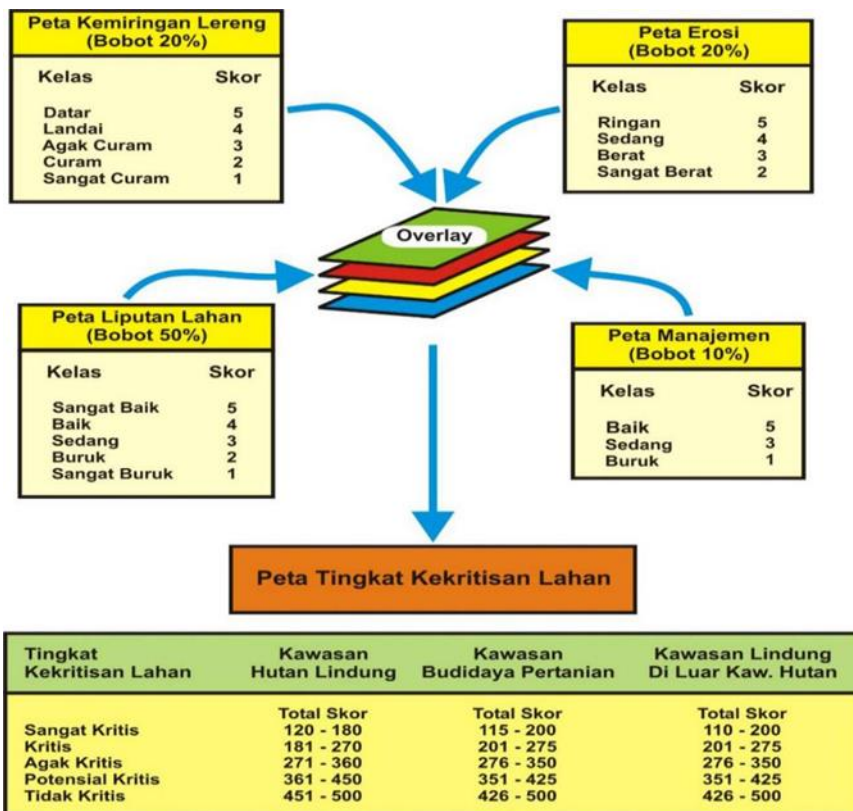 Peta Kemiringan Lereng
(Bobot 20%)
Kelas Skor
Datar 5
Landai 4
Agak Curam 3
Curam 2
Sangat Curam 1
Peta Erosi
(Bobot 20%)
Kelas Skor
Ringan 5
Sedang 4
Berat 3
Sangat Berat 2
Overlay
Peta Liputan Lahan
(Bobot 50%)
Kelas Skor
Sangat Baik 5
Baik 4
Sedang 3
Buruk 2
Sangat Buruk 1
Peta Manajemen
(Bobot 10%)
Kelas Skor
Baik 5
Sedang 3
Buruk 1
Peta Tingkat Kekritisan Lahan
Tingkat Kawasan Kawasan Kawasan Lindung
Kekritisan Lahan Hutan Lindung Budidaya Pertanian Di Luar Kaw. Hutan
Total Skor Total Skor Total Skor
Sangat Kritis 120 - 180 115 - 200 110 - 200
Kritis 181 - 270 201 - 275 201 - 275
Agak Kritis 271 - 360 276 - 350 276 - 350
Potensial Kritis 361 - 450 351 - 425 351 - 425
Tidak Kritis 451 - 500 426 - 500 426 - 500